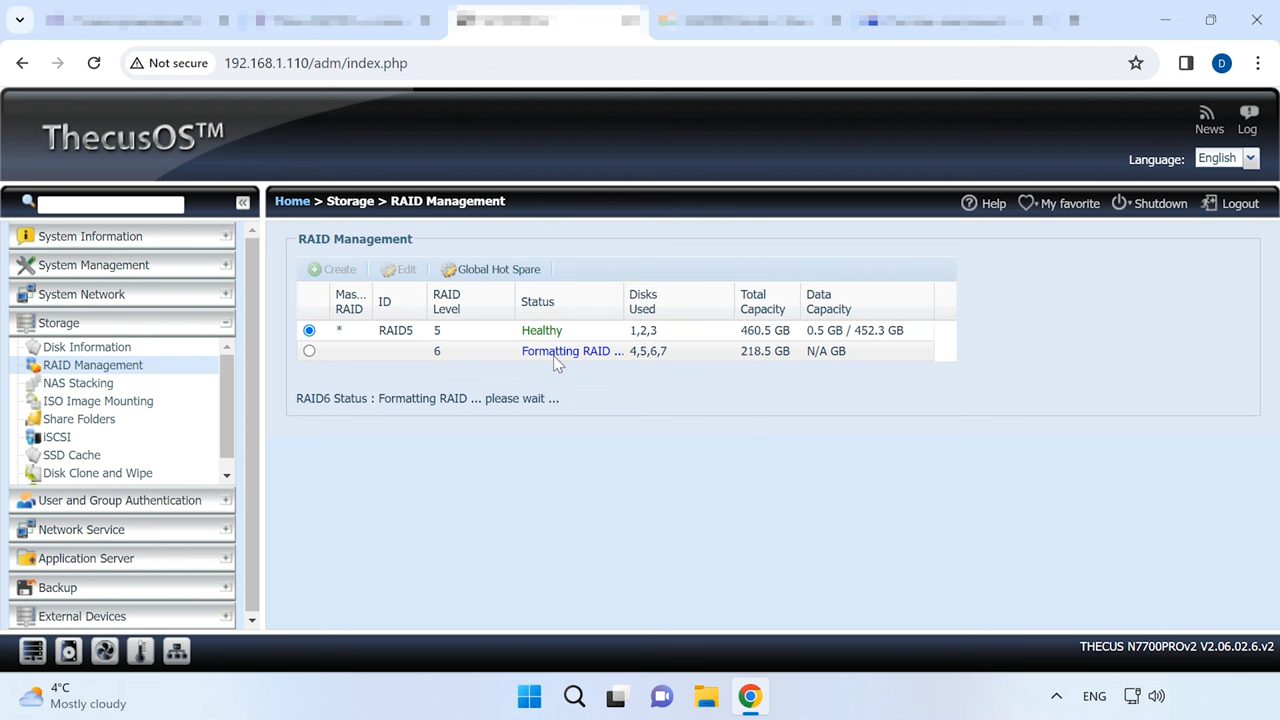 Not secure 192.168.1.110/adm/index.php D
ThecusOS™
News Log
Language: English
Home > Storage > RAID Management Help My favorite Shutdown Logout
System Information
System Management
System Network
Storage
Disk Information
RAID Management
NAS Stacking
ISO Image Mounting
Share Folders
iSCSI
SSD Cache
Disk Clone and Wipe
User and Group Authentication
Network Service
Application Server
Backup
External Devices
RAID Management
Create Edit Global Hot Spare
Mas... RAID ID RAID Level Status Disks Used Total Capacity Data Capacity
* RAID5 5 Healthy 1,2,3 460.5 GB 0.5 GB / 452.3 GB
6 Formatting RAID ... 4,5,6,7 218.5 GB N/A GB
RAID6 Status : Formatting RAID ... please wait ...
THECUS N7700PROv2 V2.06.02.6.v2
4°C
Mostly cloudy
ENG